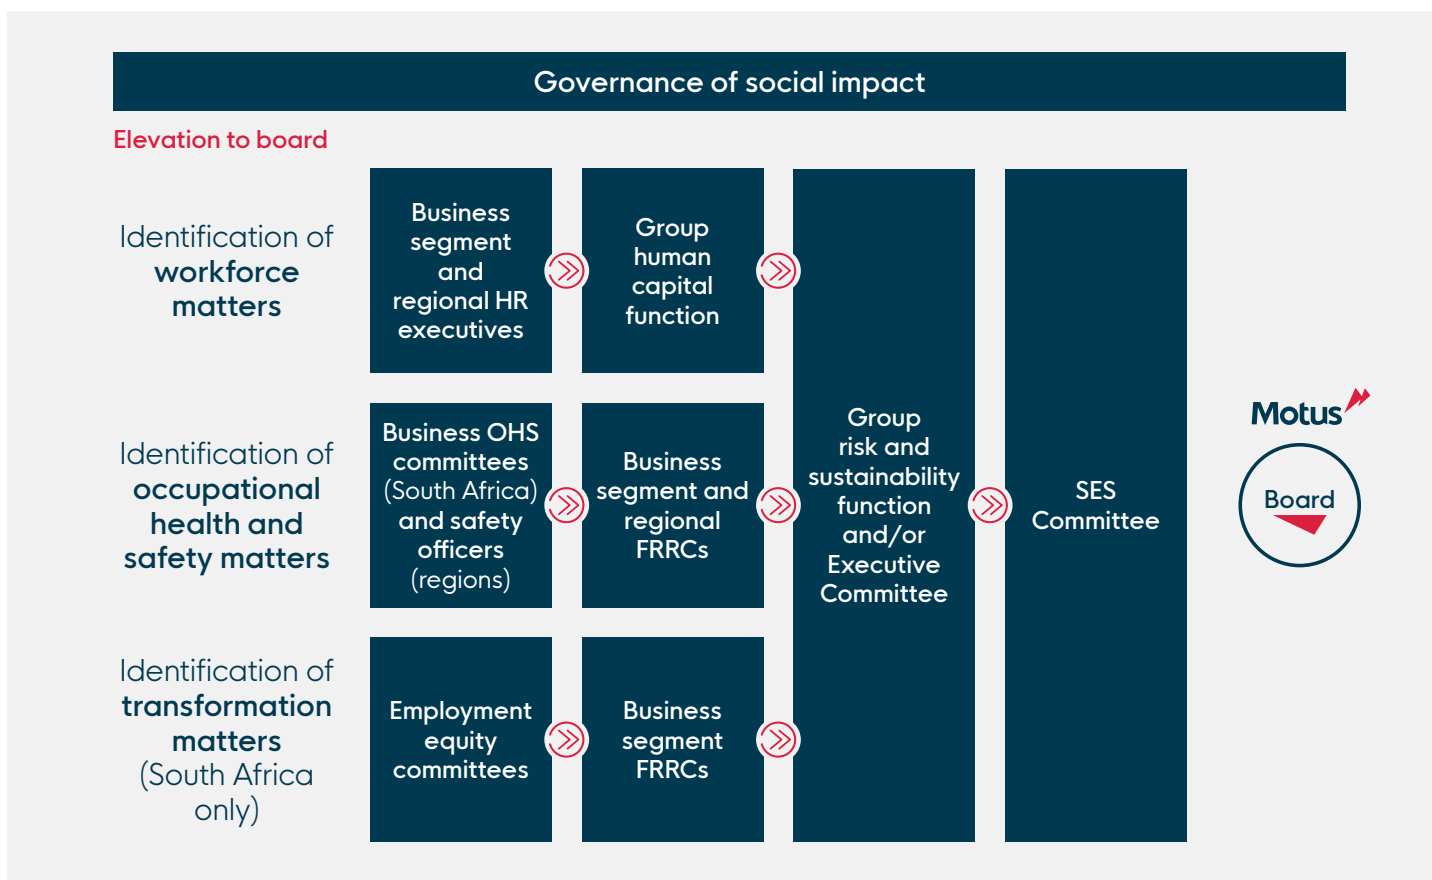 Governance of social impact
Elevation to board
Identification of
workforce
matters
Business
segment
and
regional HR
executives
Group
human
capital
function
Identification of
occupational
health and
safety matters
Business OHS
committees
(South Africa)
and safety
officers
(regions)
Business
segment and
regional
FRRCs
Identification of
transformation
matters
(South Africa
only)
Employment
equity
committees
Business
segment
FRRCs
Group
risk and
sustainability
function
and/or
Executive
Committee
SES
Committee
Motus
Board